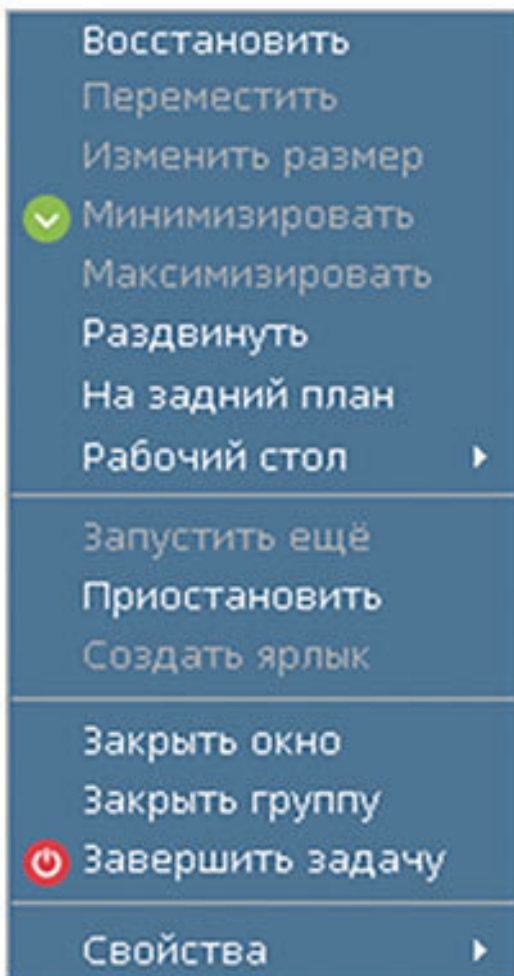 Восстановить
Переместить
Изменить размер
Минимизировать
Максимизировать
Раздвинуть
На задний план
Рабочий стол
Запустить ещё
Приостановить
Создать ярлык
Закрыть окно
Закрыть группу
Завершить задачу
Свойства